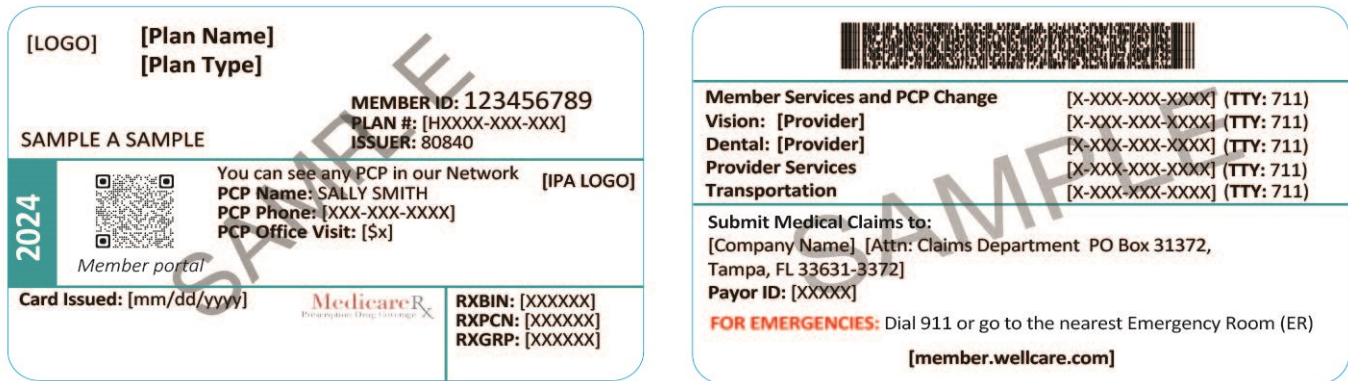 [LOGO]
[Plan Name]
[Plan Type]
MEMBER ID: 123456789
PLAN #: [HXXXX-XXX-XXX]
SAMPLE A SAMPLE
ISSUER: 80840
2024
You can see any PCP in our Network
[IPA LOGO]
PCP Name: SALLY SMITH
PCP Phone: [XXX-XXX-XXXX]
PCP Office Visit: [$x]
Member portal
Card Issued: [mm/dd/yyyy]
MedicareRx
Prescription Drug Coverage
RXBIN: [XXXXXX]
RXPCN: [XXXXXX]
RXGRP: [XXXXXX]
SAMPLE
Member Services and PCP Change [X-XXX-XXX-XXXX] (TTY: 711)
Vision: [Provider] [X-XXX-XXX-XXXX] (TTY: 711)
Dental: [Provider] [X-XXX-XXX-XXXX] (TTY: 711)
Provider Services [X-XXX-XXX-XXXX] (TTY: 711)
Transportation [X-XXX-XXX-XXXX] (TTY: 711)
Submit Medical Claims to:
[Company Name] [Attn: Claims Department PO Box 31372,
Tampa, FL 33631-3372]
Payor ID: [XXXXX]
FOR EMERGENCIES: Dial 911 or go to the nearest Emergency Room (ER)
[member.wellcare.com]
SAMPLE